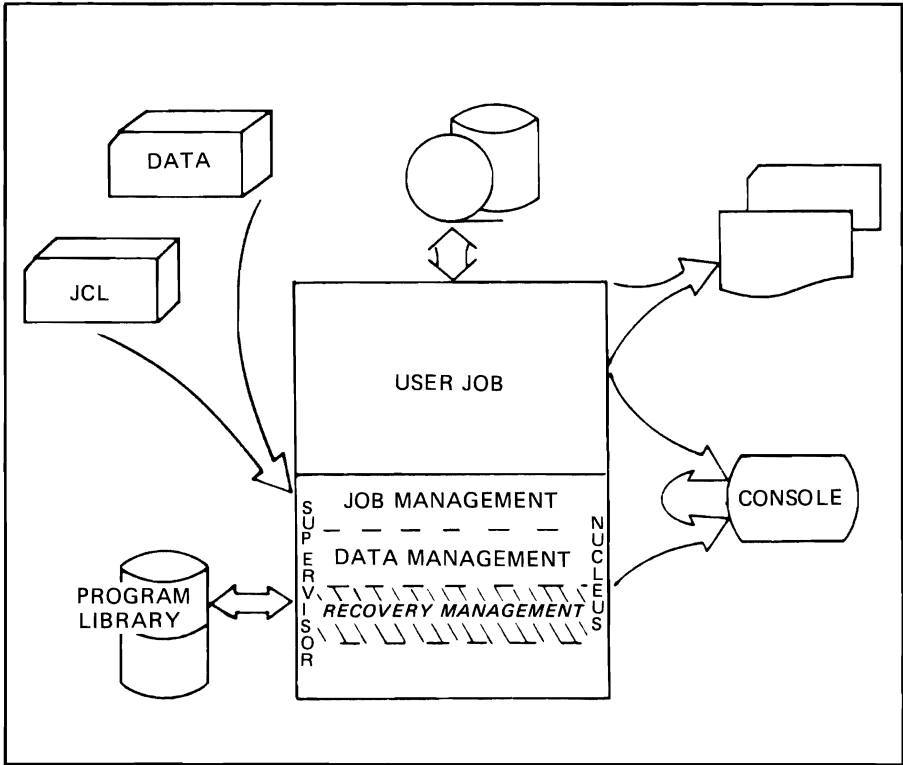 DATA
JCL
USER JOB
JOB MANAGEMENT
DATA MANAGEMENT
RECOVERY MANAGEMENT
SUPERVISOR
NUCLEUS
CONSOLE
PROGRAM
LIBRARY